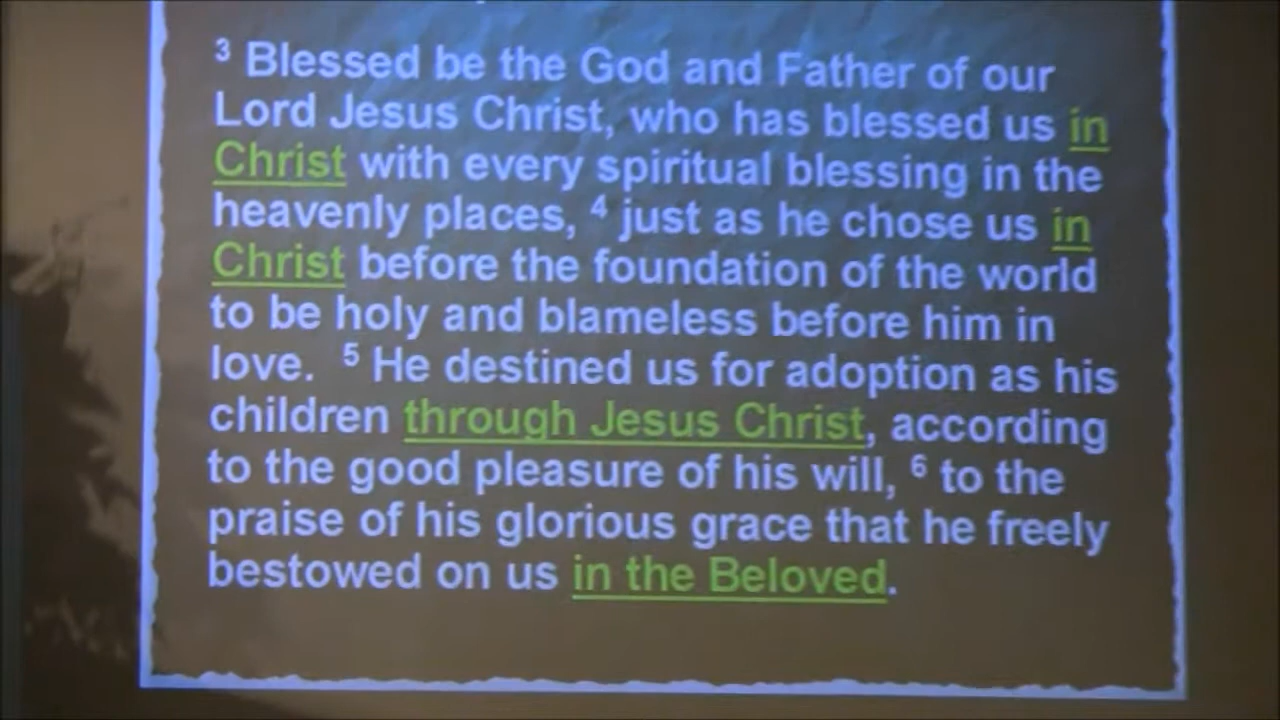 3 Blessed be the God and Father of our
Lord Jesus Christ, who has blessed us in
Christ with every spiritual blessing in the
heavenly places, 4 just as he chose us in
Christ before the foundation of the world
to be holy and blameless before him in
love. 5 He destined us for adoption as his
children through Jesus Christ, according
to the good pleasure of his will, 6 to the
praise of his glorious grace that he freely
bestowed on us in the Beloved.